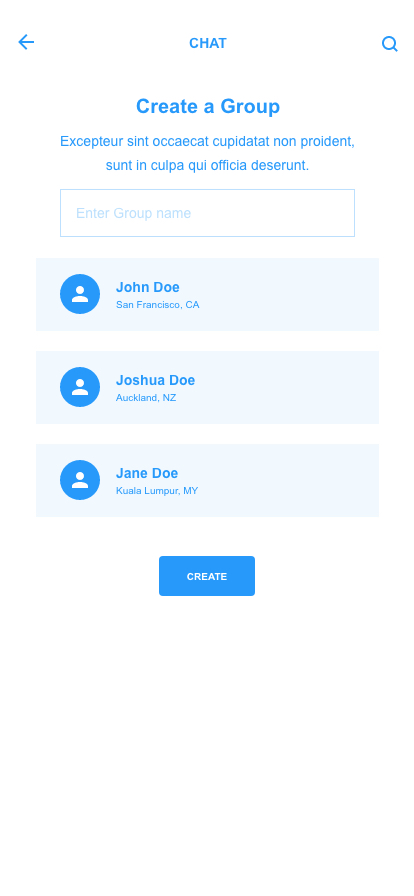 CHAT
Create a Group
Excepteur sint occaecat cupidatat non proident,
sunt in culpa qui officia deserunt.
Enter Group name
John Doe
San Francisco, CA
Joshua Doe
Auckland, NZ
Jane Doe
Kuala Lumpur, MY
CREATE